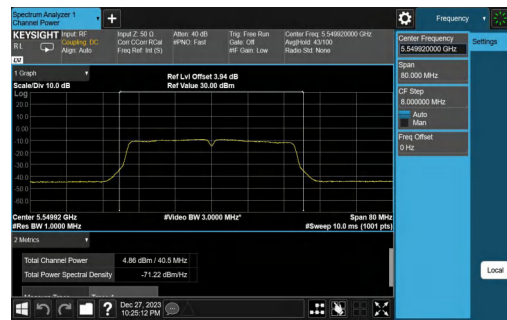 Spectrum Analyzer 1
Channel Power
Frequency
KEYSIGHT
RL
Input: RF
Coupling: DC
Align: Auto
Input Z: 50 Ω
Corr CCorr RCal
Freq Ref: Int (S)
Atten: 40 dB
#PNO: Fast
Trig: Free Run
Gate: Off
#IF Gain: Low
Center Freq: 5.549920000 GHz
Avg|Hold: 43/100
Radio Std: None
LVI
1 Graph
Scale/Div 10.0 dB
Ref Lvl Offset 3.94 dB
Ref Value 30.00 dBm
Log
20.0
10.0
0.00
-10.0
-20.0
-30.0
-40.0
-50.0
-60.0
Center 5.54992 GHz
#Res BW 1.0000 MHz
#Video BW 3.0000 MHz*
Span 80 MHz
#Sweep 10.0 ms (1001 pts)
2 Metrics
Total Channel Power 4.86 dBm / 40.5 MHz
Total Power Spectral Density -71.22 dBm/Hz
Dec 27, 2023
10:25:12 PM
Center Frequency
5.549920000 GHz
Settings
Span
80.000 MHz
CF Step
8.000000 MHz
Auto
Man
Freq Offset
0 Hz
Local